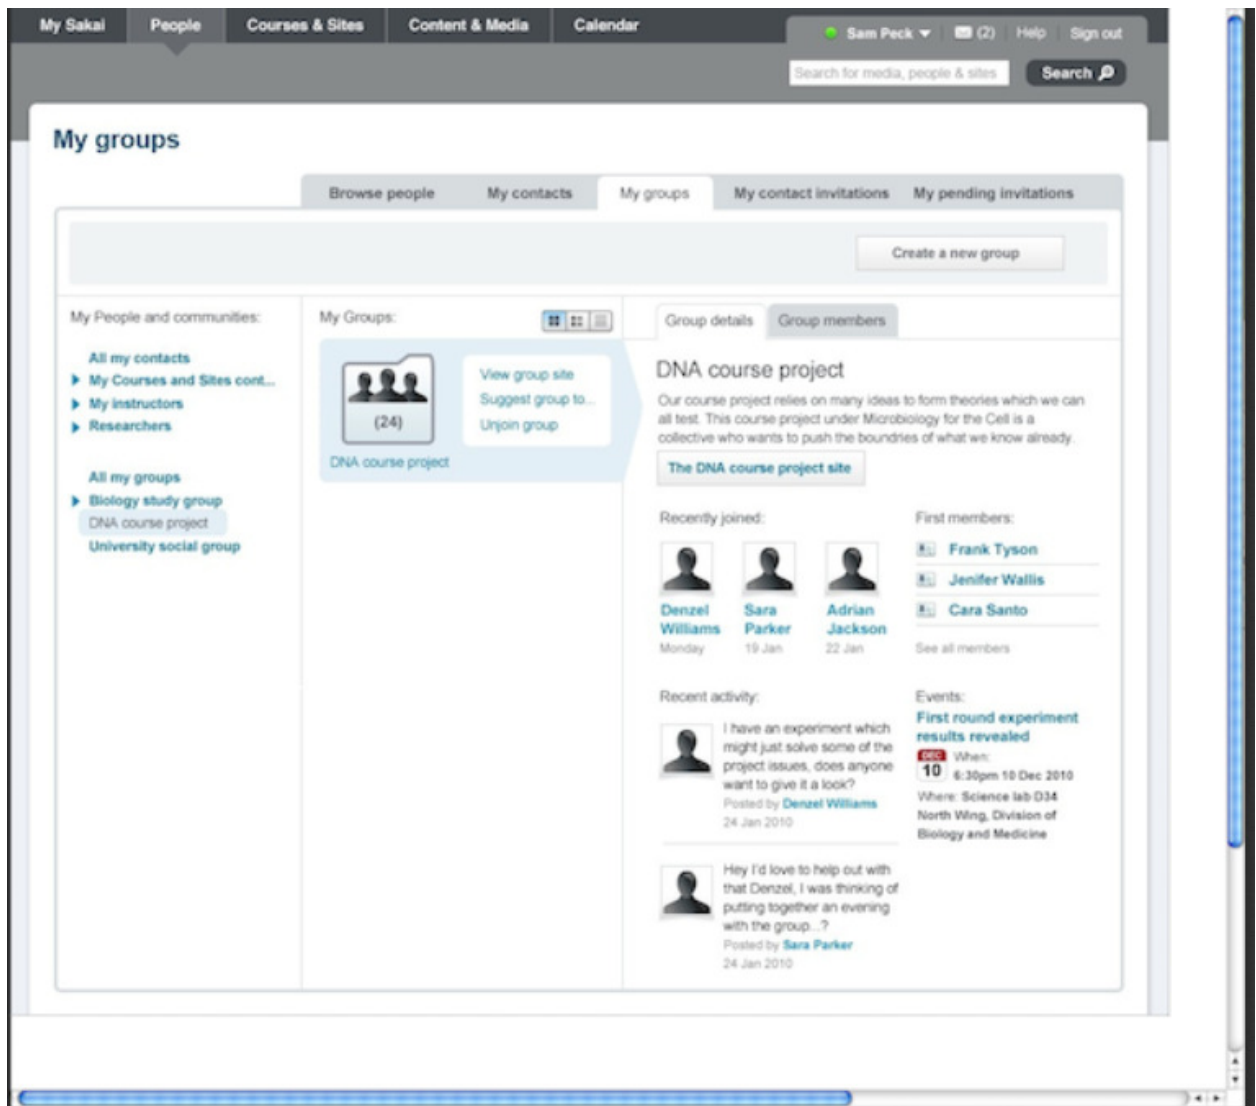 My Sakai People Courses & Sites Content & Media Calendar
Sam Peck (2) Help Sign out
Search for media, people & sites Search
My groups
Browse people My contacts My groups My contact invitations My pending invitations
Create a new group
My People and communities:
All my contacts
My Courses and Sites cont...
My instructors
Researchers
All my groups
Biology study group
DNA course project
University social group
My Groups:
(24)
DNA course project
View group site
Suggest group to...
Unjoin group
Group details Group members
DNA course project
Our course project relies on many ideas to form theories which we can
all test. This course project under Microbiology for the Cell is a
collective who wants to push the boundries of what we know already.
The DNA course project site
Recently joined:
Denzel
Williams
Monday
Sara
Parker
19 Jan
Adrian
Jackson
22 Jan
First members:
Frank Tyson
Jenifer Wallis
Cara Santo
See all members
Recent activity:
I have an experiment which
might just solve some of the
project issues, does anyone
want to give it a look?
Posted by Denzel Williams
24 Jan 2010
Hey I'd love to help out with
that Denzel, I was thinking of
putting together an evening
with the group...?
Posted by Sara Parker
24 Jan 2010
Events:
First round experiment
results revealed
DEC
10
When:
6:30pm 10 Dec 2010
Where: Science lab D34
North Wing, Division of
Biology and Medicine